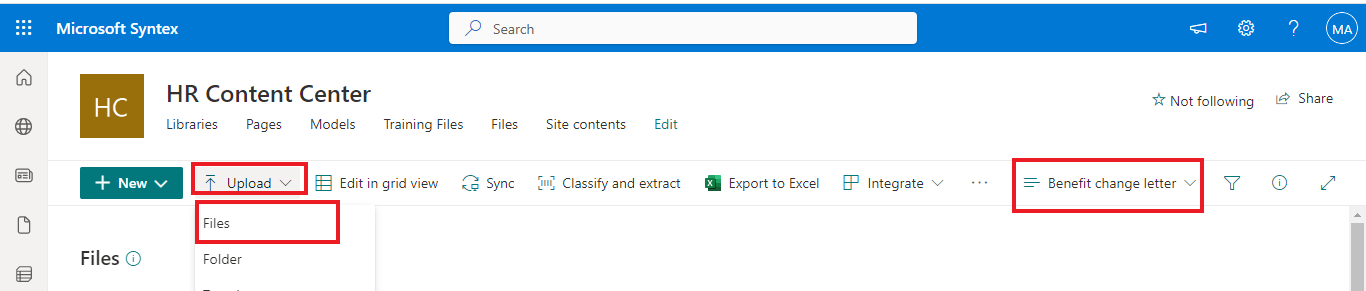 Microsoft Syntex
Search
?
MA
HC
HR Content Center
Not following
Share
Libraries Pages Models Training Files Files Site contents Edit
+ New Upload Edit in grid view Sync Classify and extract Export to Excel Integrate ... Benefit change letter
Files
Files
Folder